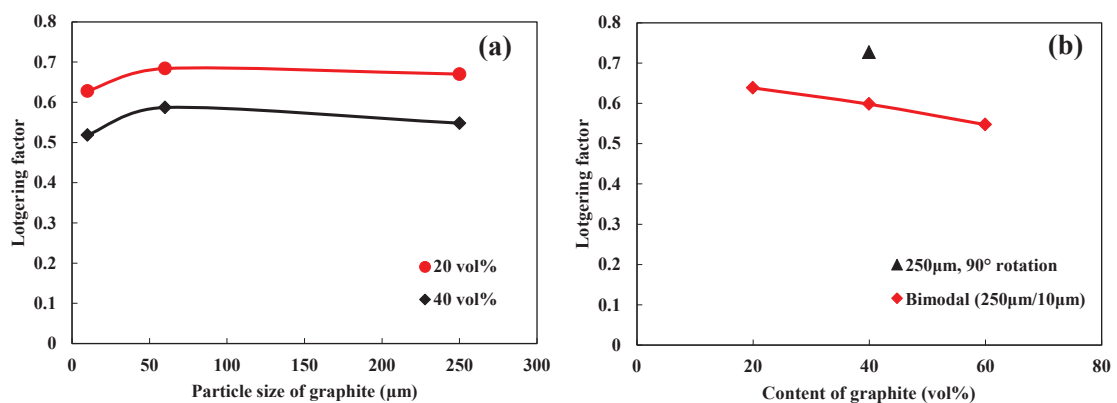 0.8
0.7
0.6
0.5
0.4
0.3
0.2
0.1
0
Lotgering factor
(a)
20 vol%
40 vol%
0 50 100 150 200 250 300
Particle size of graphite (μm)
0.8
0.7
0.6
0.5
0.4
0.3
0.2
0.1
0
Lotgering factor
(b)
250μm, 90° rotation
Bimodal (250μm/10μm)
0 20 40 60 80
Content of graphite (vol%)